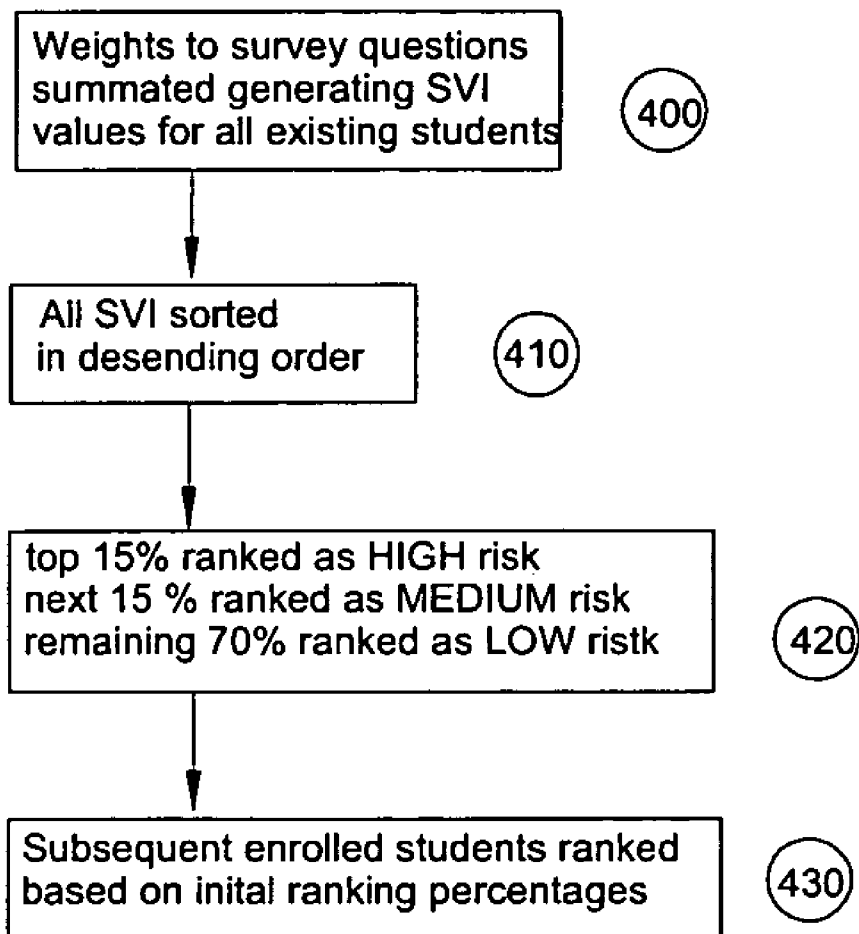 Weights to survey questions
summated generating SVI
values for all existing students
400
All SVI sorted
in desending order
410
top 15% ranked as HIGH risk
next 15 % ranked as MEDIUM risk
remaining 70% ranked as LOW ristk
420
Subsequent enrolled students ranked
based on inital ranking percentages
430